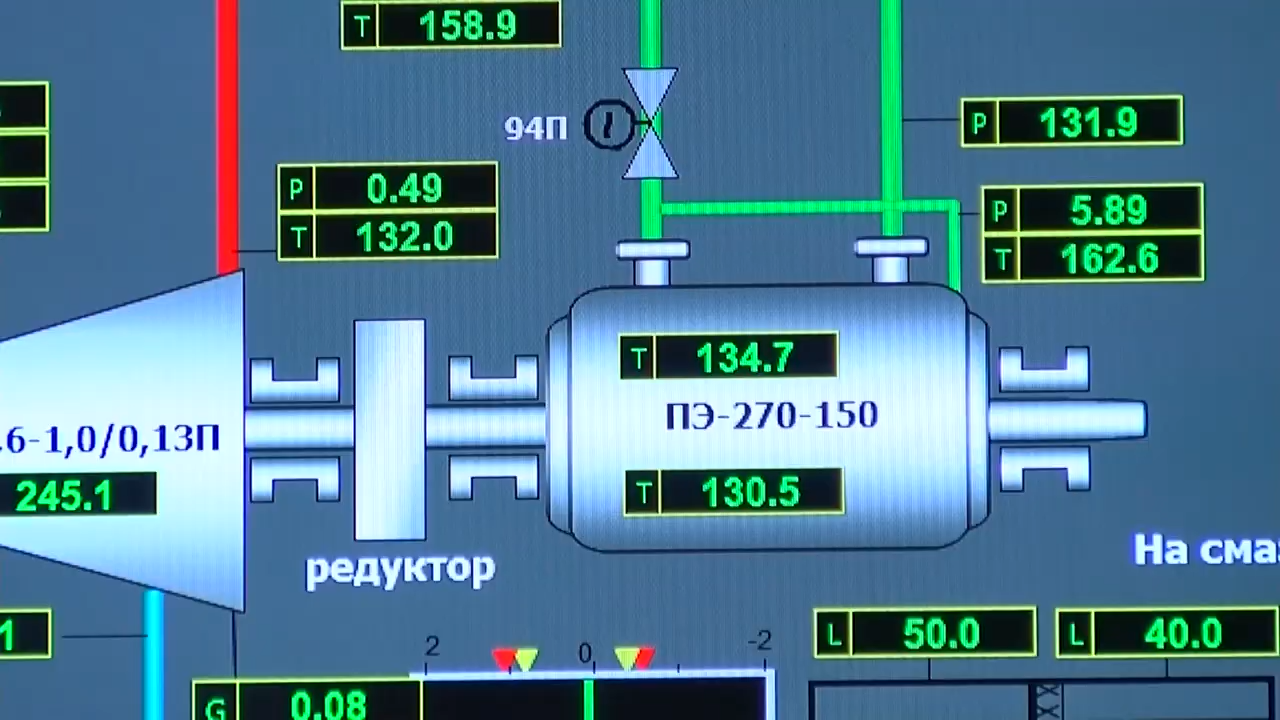 T 158.9
94П
P 131.9
P 0.49
T 132.0
P 5.89
T 162.6
T 134.7
ПЭ-270-150
.6-1,0/0,13П
245.1
T 130.5
редуктор
На сма
1
2
0
-2
L 50.0
L 40.0
G 0.08